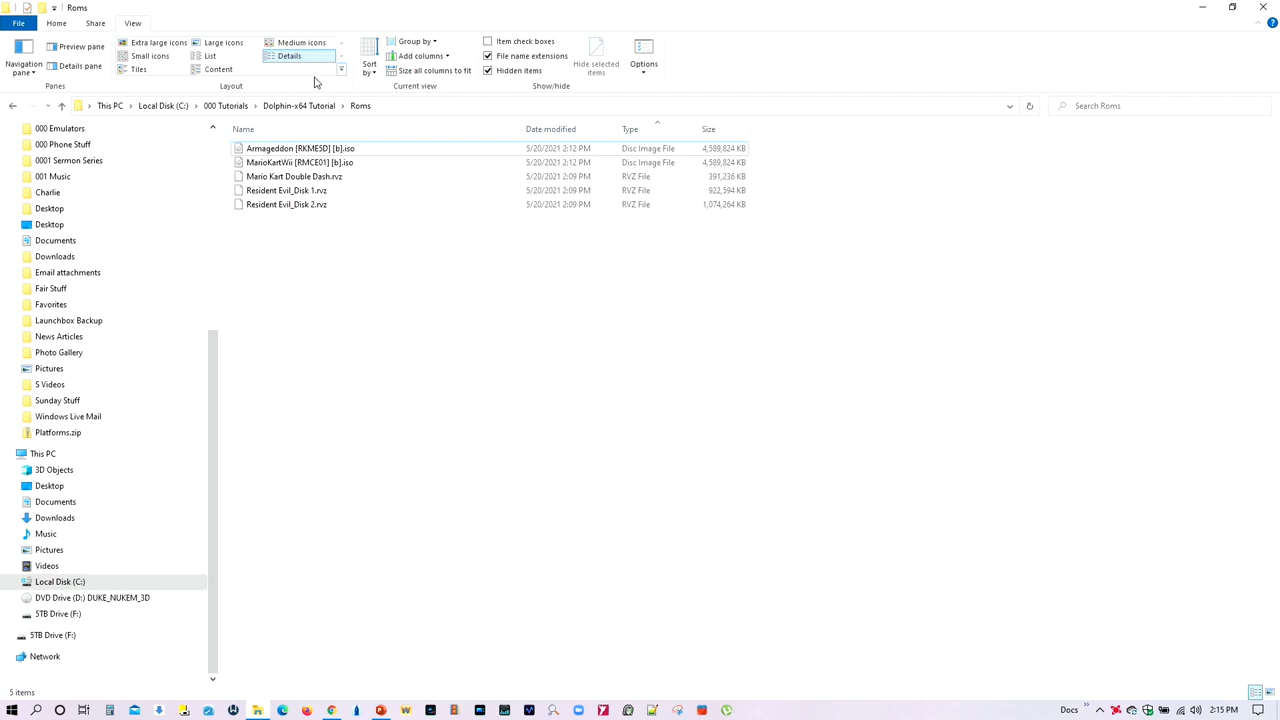 Roms
File Home Share View
Navigation pane
Preview pane
Details pane
Panes
Extra large icons Large icons Medium icons
Small icons List Details
Tiles Content
Layout
Sort by
Group by
Add columns
Size all columns to fit
Current view
Item check boxes
File name extensions
Hidden items
Hide selected items
Show/hide
Options
This PC Local Disk (C:) 000 Tutorials Dolphin-x64 Tutorial Roms
Search Roms
000 Emulators
000 Phone Stuff
0001 Sermon Series
001 Music
Charlie
Desktop
Desktop
Documents
Downloads
Email attachments
Fair Stuff
Favorites
Launchbox Backup
News Articles
Photo Gallery
Pictures
S Videos
Sunday Stuff
Windows Live Mail
Platforms.zip
This PC
3D Objects
Desktop
Documents
Downloads
Music
Pictures
Videos
Local Disk (C:)
DVD Drive (D:) DUKE_NUKEM_3D
5TB Drive (F:)
5TB Drive (F:)
Network
Name Date modified Type Size
Armageddon [RKME5D] [b].iso 5/20/2021 2:12 PM Disc Image File 4,589,824 KB
MarioKartWii [RMCE01] [b].iso 5/20/2021 2:12 PM Disc Image File 4,589,824 KB
Mario Kart Double Dash.rvz 5/20/2021 2:09 PM RVZ File 391,236 KB
Resident Evil_Disk 1.rvz 5/20/2021 2:09 PM RVZ File 922,594 KB
Resident Evil_Disk 2.rvz 5/20/2021 2:09 PM RVZ File 1,074,264 KB
5 items
Docs 2:15 PM